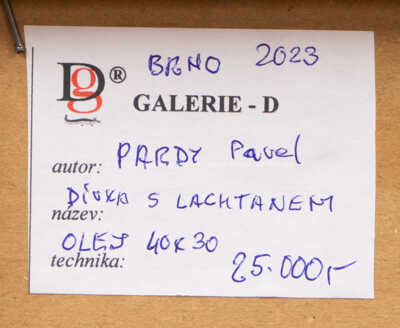 BRNO 2023
Dg®
GALERIE - D
autor: PARDY Pavel
DÍVKA S LACHTANEM
název:
OLEJ 40x30
technika:
25.000,-